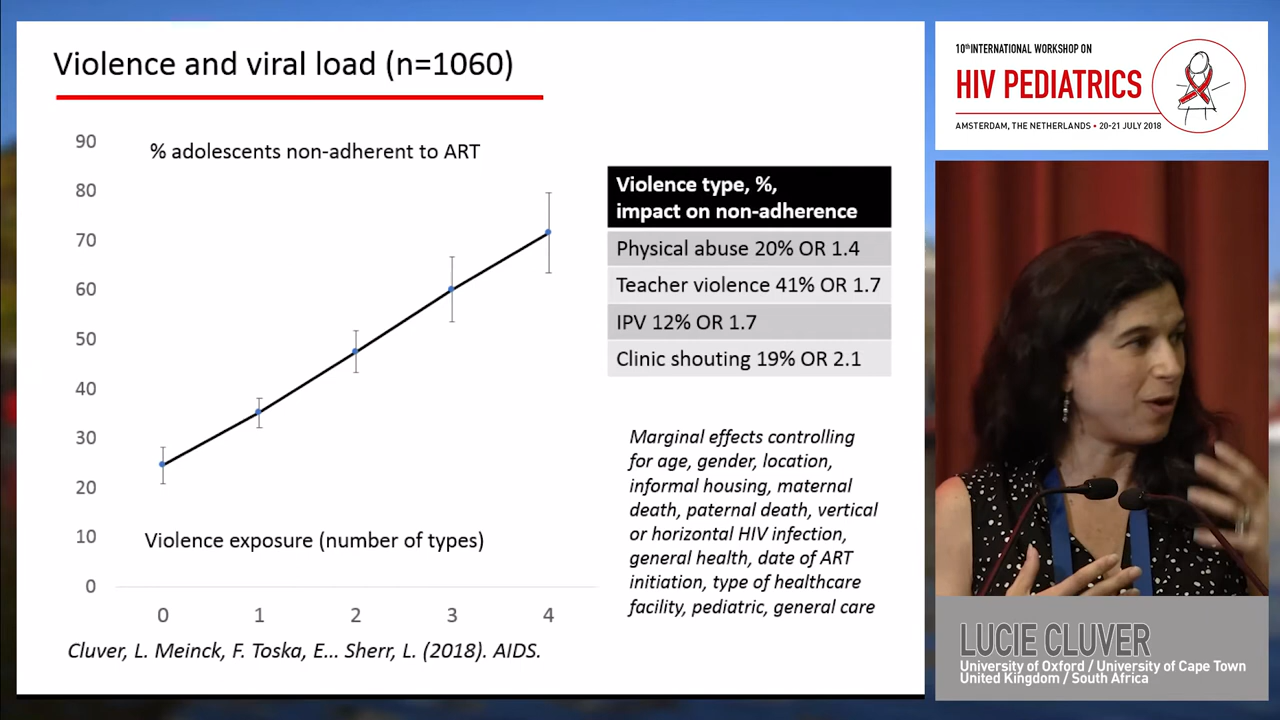 Violence and viral load (n=1060)
% adolescents non-adherent to ART
90
80
70
60
50
40
30
20
10
0
Violence exposure (number of types)
0 1 2 3 4
Cluver, L. Meinck, F. Toska, E... Sherr, L. (2018). AIDS.
Violence type, %,
impact on non-adherence
Physical abuse 20% OR 1.4
Teacher violence 41% OR 1.7
IPV 12% OR 1.7
Clinic shouting 19% OR 2.1
Marginal effects controlling
for age, gender, location,
informal housing, maternal
death, paternal death, vertical
or horizontal HIV infection,
general health, date of ART
initiation, type of healthcare
facility, pediatric, general care
10th INTERNATIONAL WORKSHOP ON
HIV PEDIATRICS
AMSTERDAM, THE NETHERLANDS • 20-21 JULY 2018
LUCIE CLUVER
University of Oxford / University of Cape Town
United Kingdom / South Africa